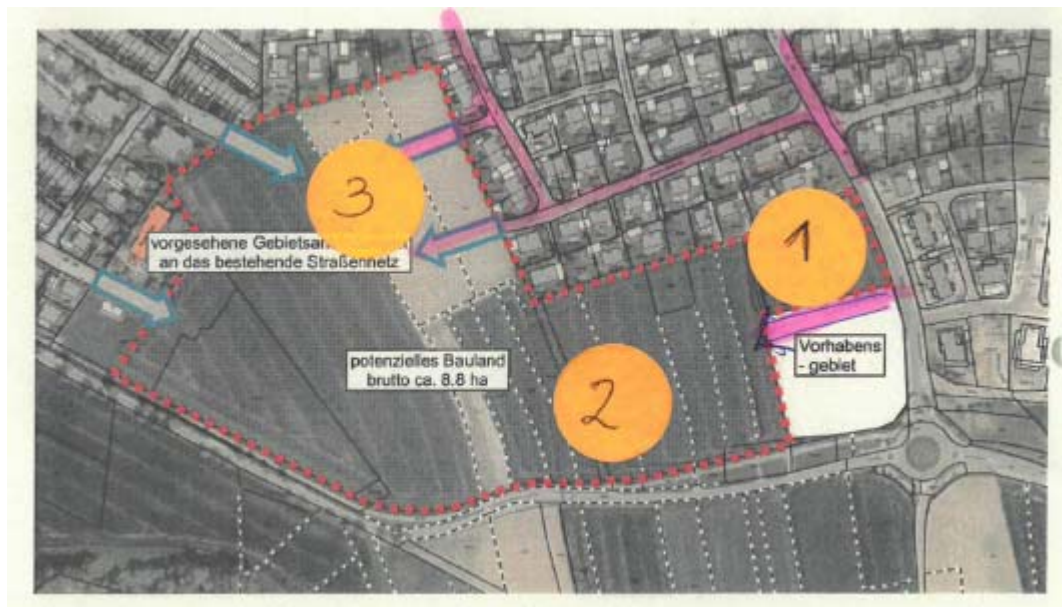 3
1
vorgesehene Gebietsan
an das bestehende Straßennetz
potenzielles Bauland
brutto ca. 8.8 ha
2
Vorhabens
- gebiet